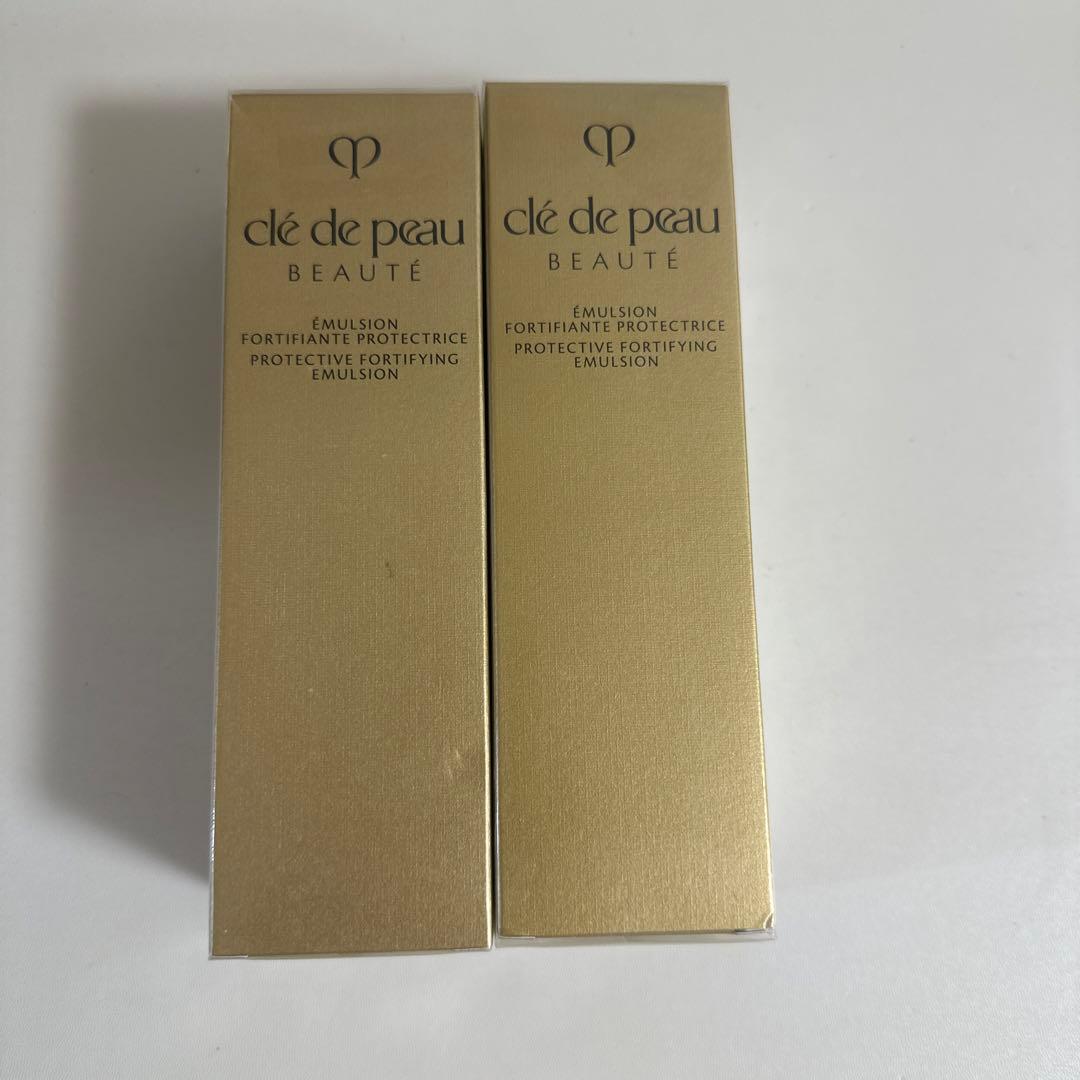 clé de peau
BEAUTÉ
ÉMULSION
FORTIFIANTE PROTECTRICE
PROTECTIVE FORTIFYING
EMULSION
clé de peau
BEAUTÉ
ÉMULSION
FORTIFIANTE PROTECTRICE
PROTECTIVE FORTIFYING
EMULSION